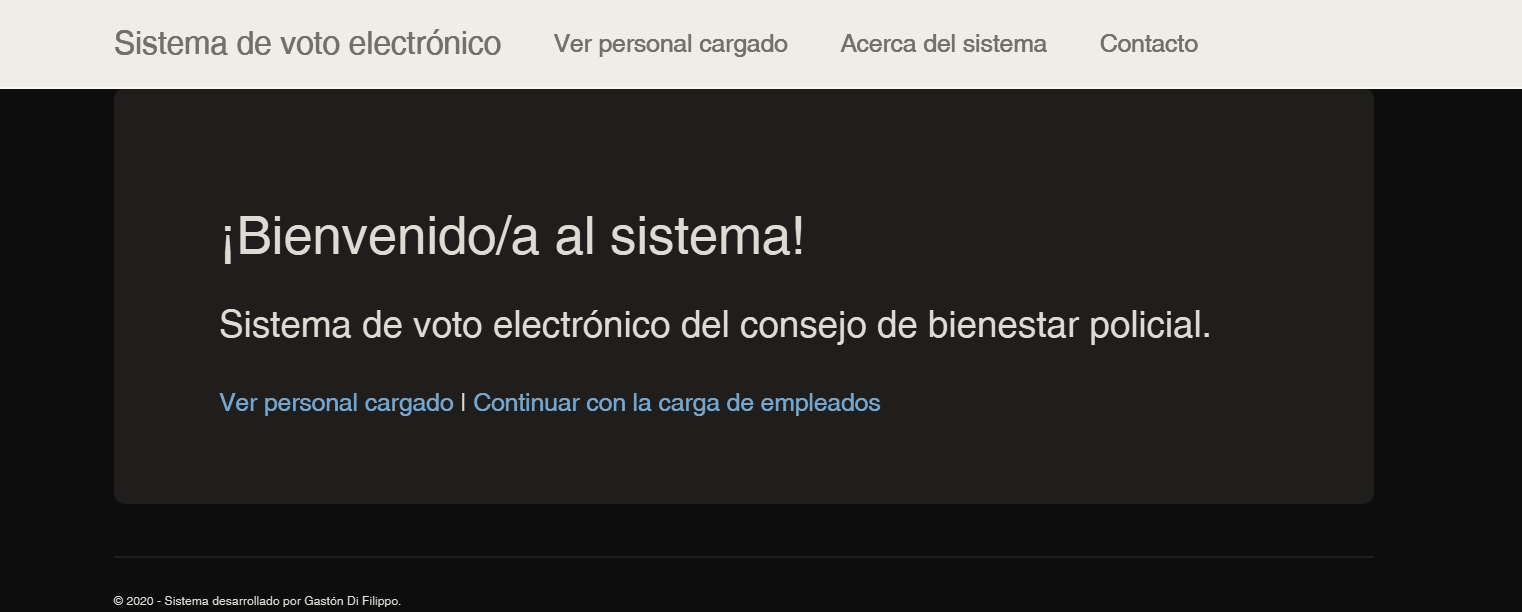 Sistema de voto electrónico Ver personal cargado Acerca del sistema Contacto
¡Bienvenido/a al sistema!
Sistema de voto electrónico del consejo de bienestar policial.
Ver personal cargado | Continuar con la carga de empleados
© 2020 - Sistema desarrollado por Gastón Di Filippo.